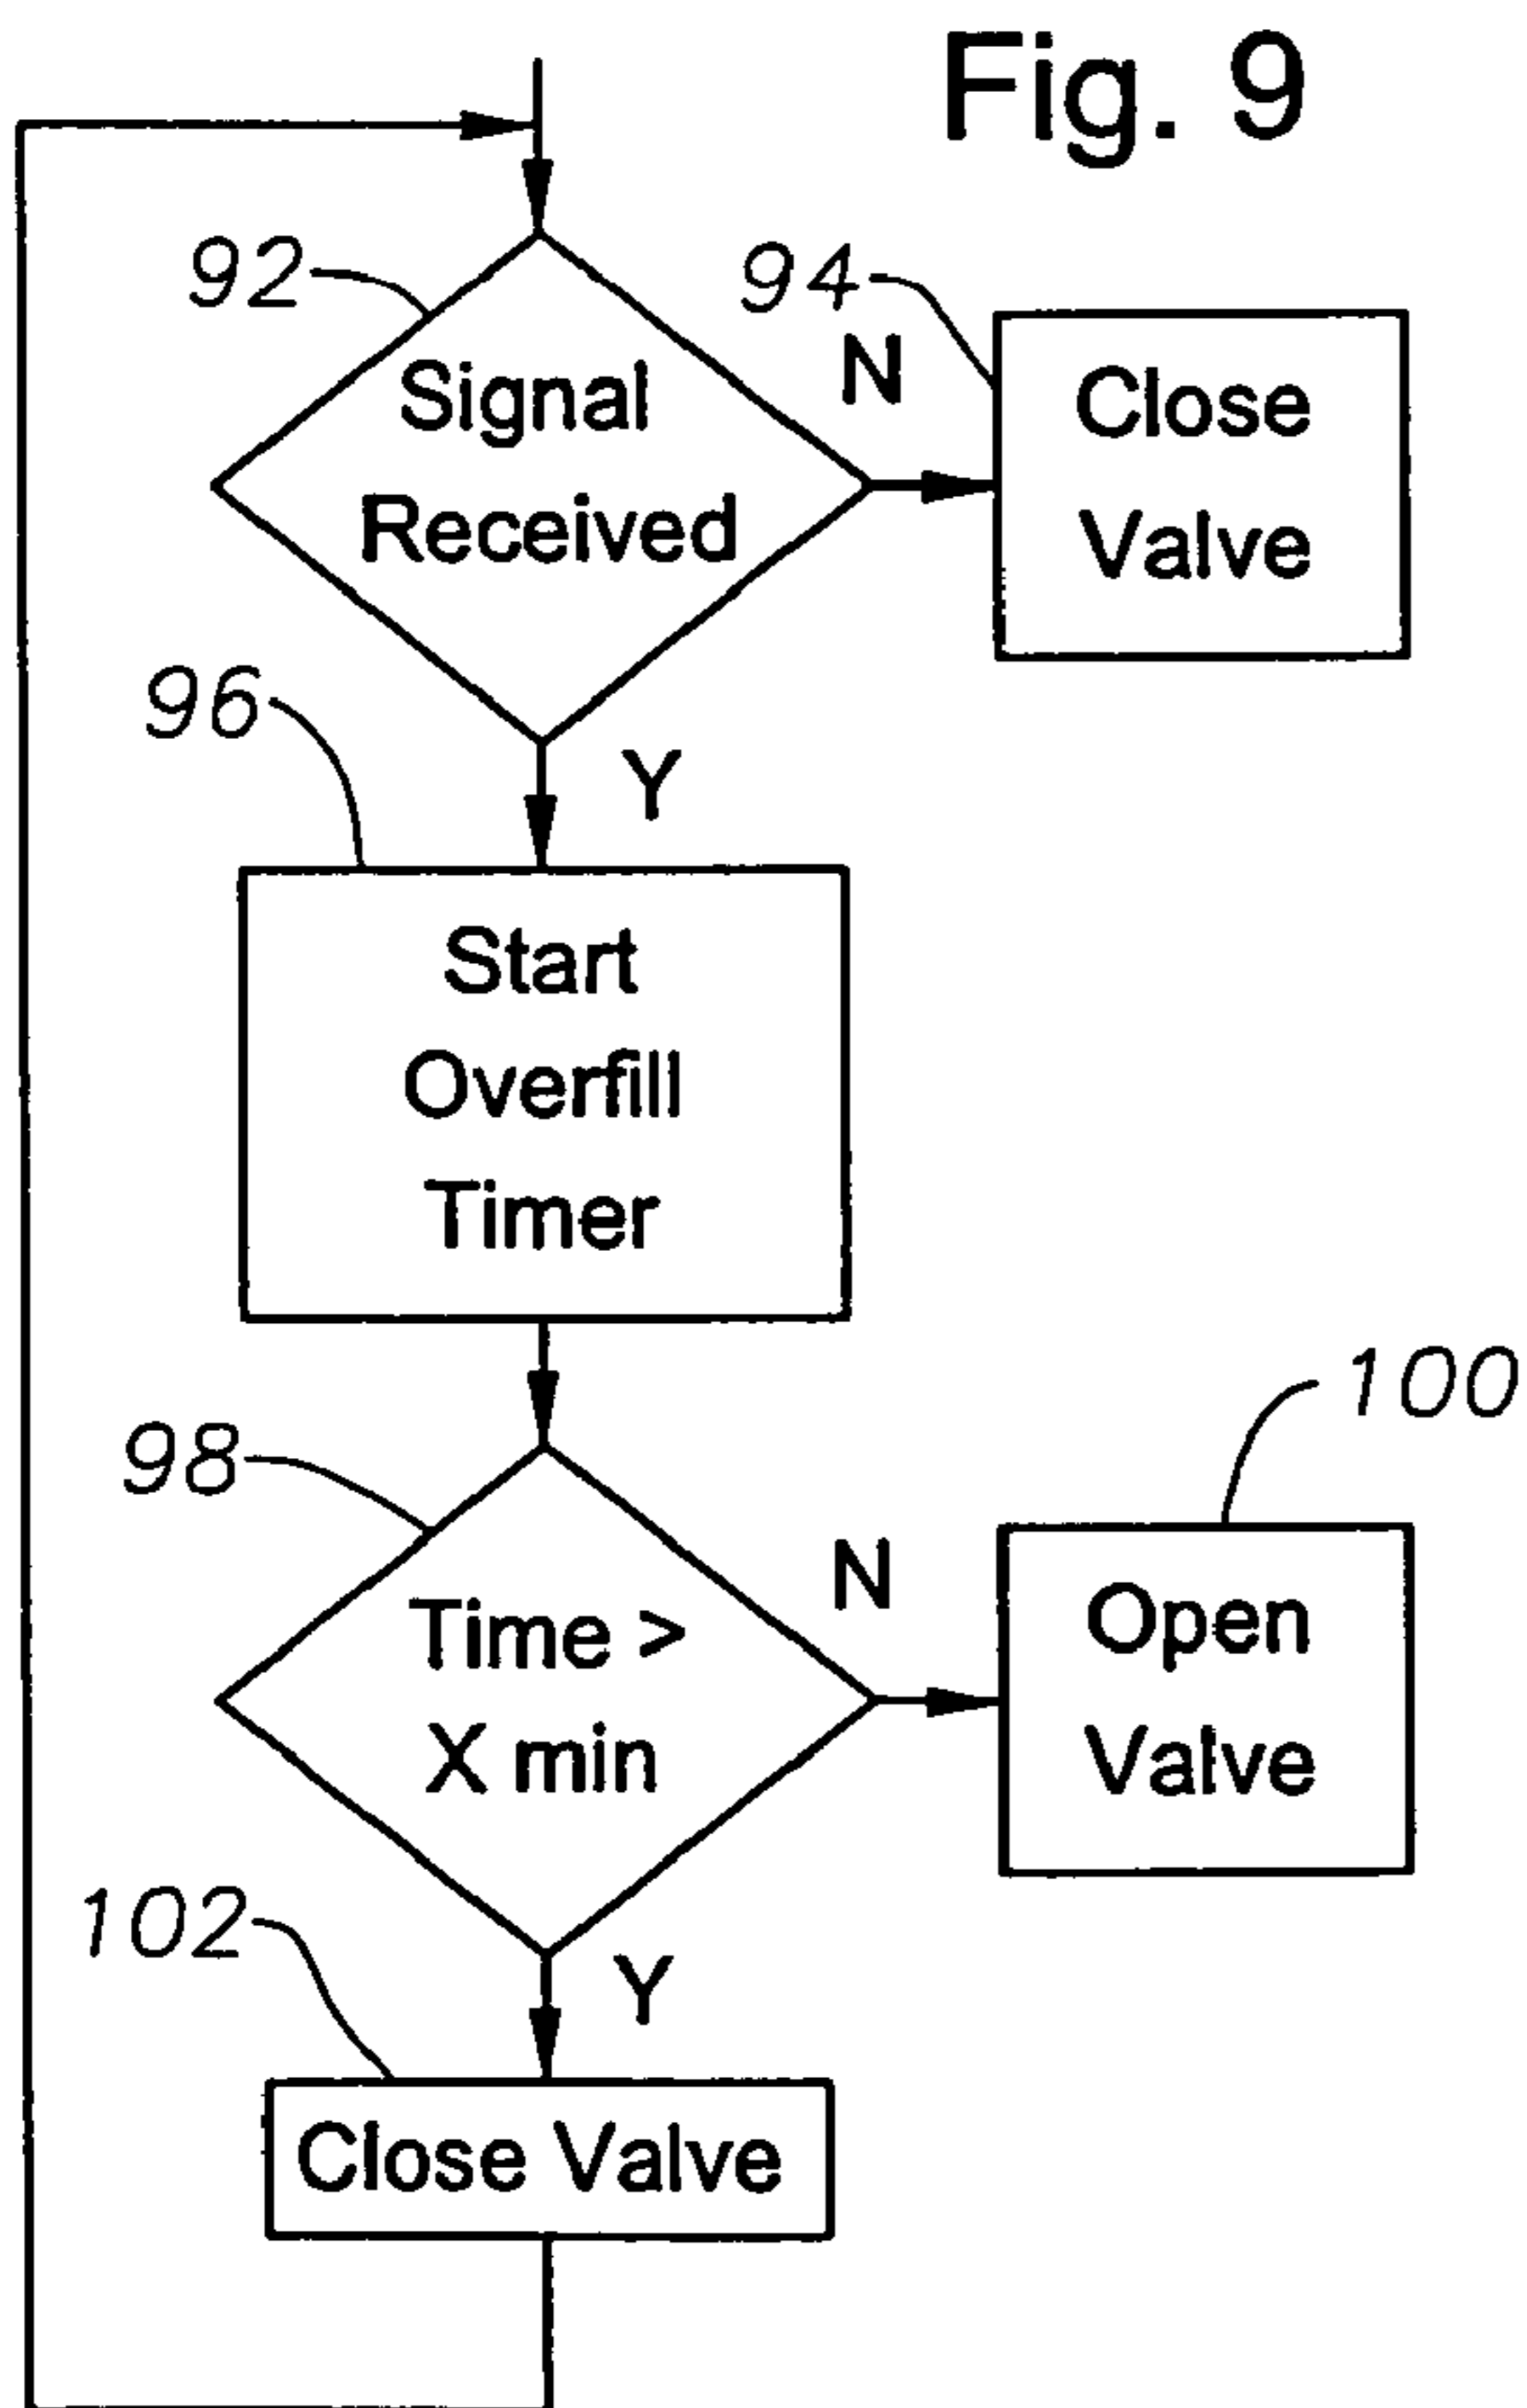 Fig. 9
92
Signal
Received
N
94
Close
Valve
Y
96
Start
Overfill
Timer
98
Time >
X min
N
100
Open
Valve
Y
102
Close Valve